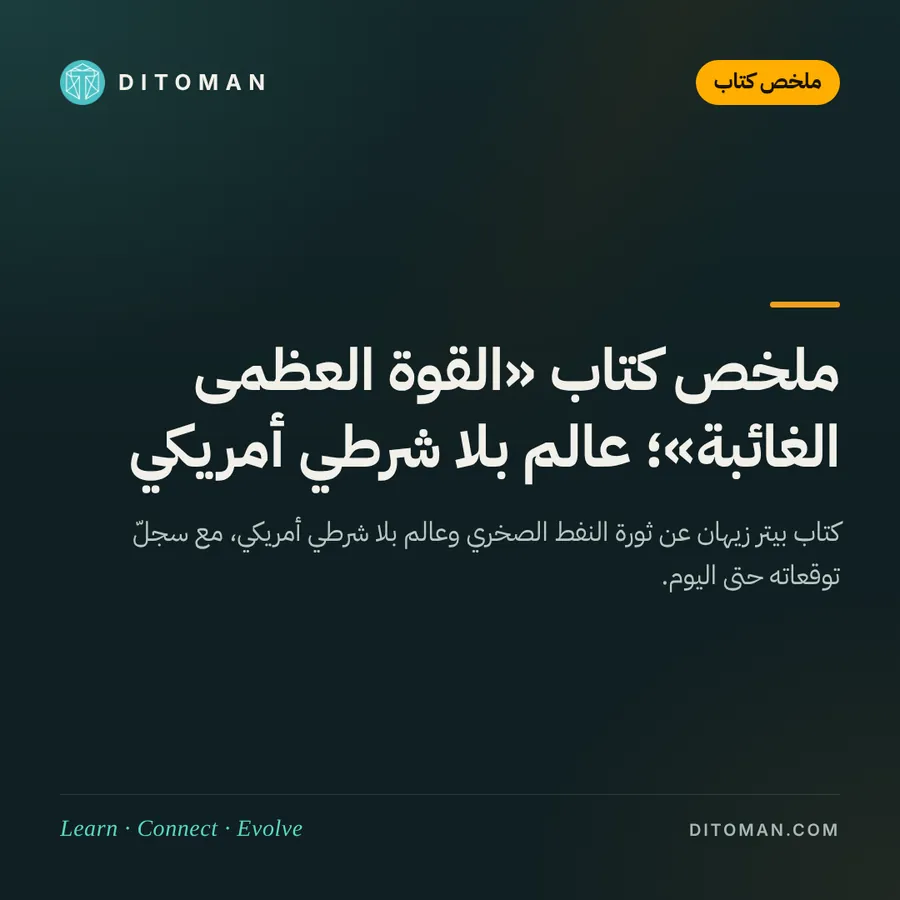 DITOMAN
ملخص كتاب
ملخص كتاب «القوة العظمى
الغائبة»؛ عالم بلا شرطي أمريكي
كتاب بيتر زيهان عن ثورة النفط الصخري وعالم بلا شرطي أمريكي، مع سجلّ
توقعاته حتى اليوم.
Learn · Connect · Evolve
DITOMAN.COM